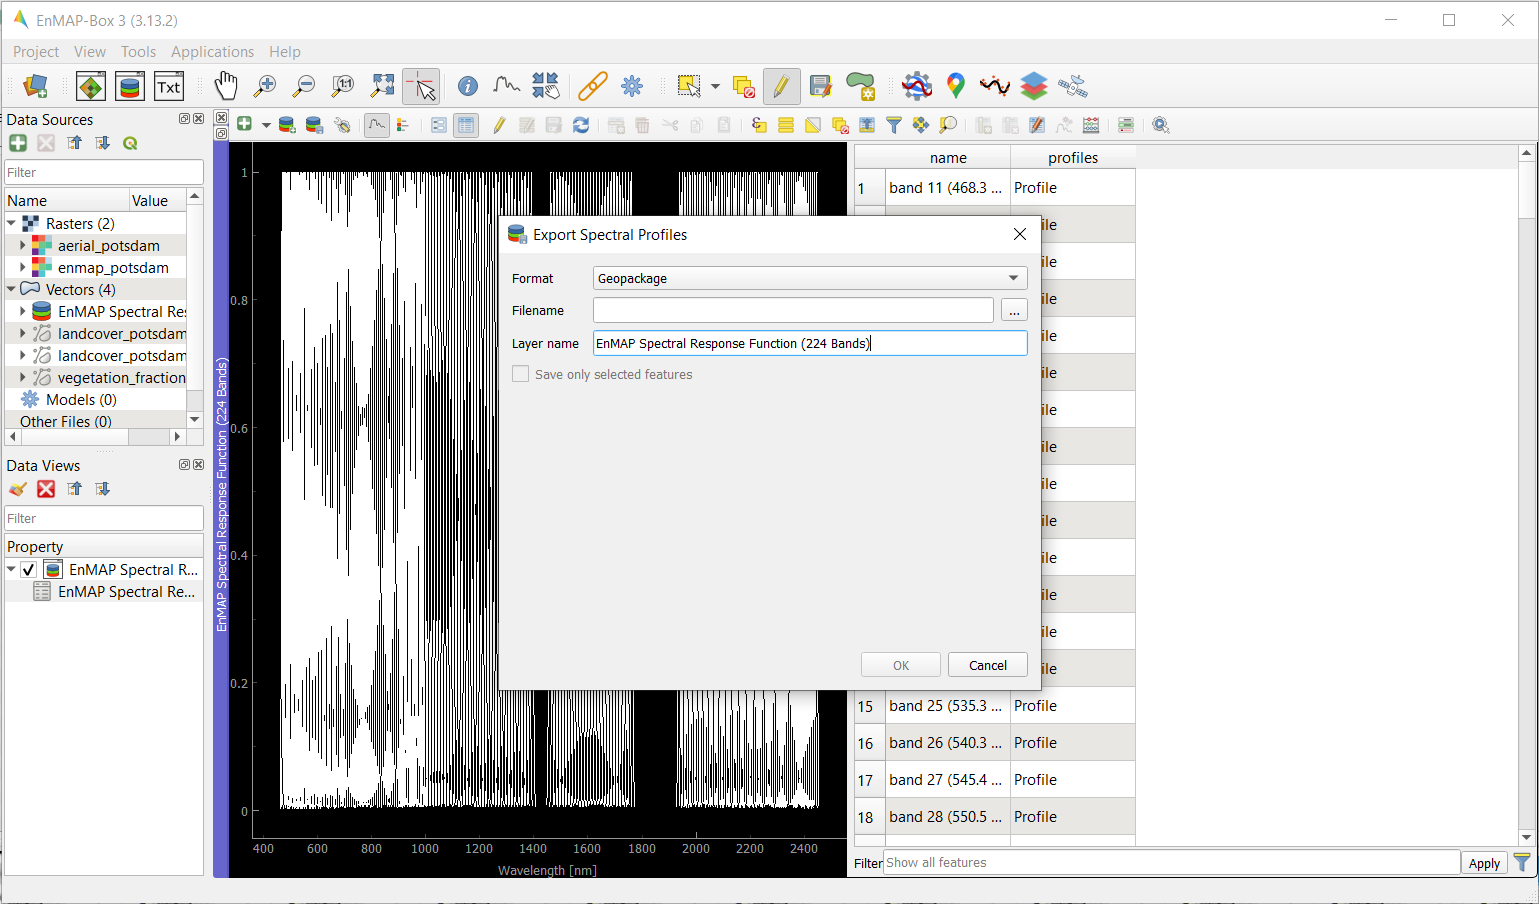 EnMAP-Box 3 (3.13.2)
Project View Tools Applications Help
Txt
1:1
Data Sources
Filter
Name Value
Rasters (2)
aerial_potsdam
enmap_potsdam
Vectors (4)
EnMAP Spectral Res
landcover_potsdam
landcover_potsdam
vegetation_fraction
Models (0)
Other Files (0)
Data Views
Filter
Property
EnMAP Spectral R...
EnMAP Spectral Re...
EnMAP Spectral Response Function (224 Bands)
1
0.8
0.6
0.4
0.2
0
400 600 800 1000 1200 1400 1600 1800 2000 2200 2400
Wavelength [nm]
Export Spectral Profiles
Format Geopackage
Filename ...
Layer name EnMAP Spectral Response Function (224 Bands)
Save only selected features
OK Cancel
name profiles
1 band 11 (468.3 ... Profile
ile
ile
ile
ile
ile
ile
ile
ile
ile
ile
ile
ile
ile
15 band 25 (535.3 ... Profile
16 band 26 (540.3 ... Profile
17 band 27 (545.4 ... Profile
18 band 28 (550.5 ... Profile
Filter Show all features Apply